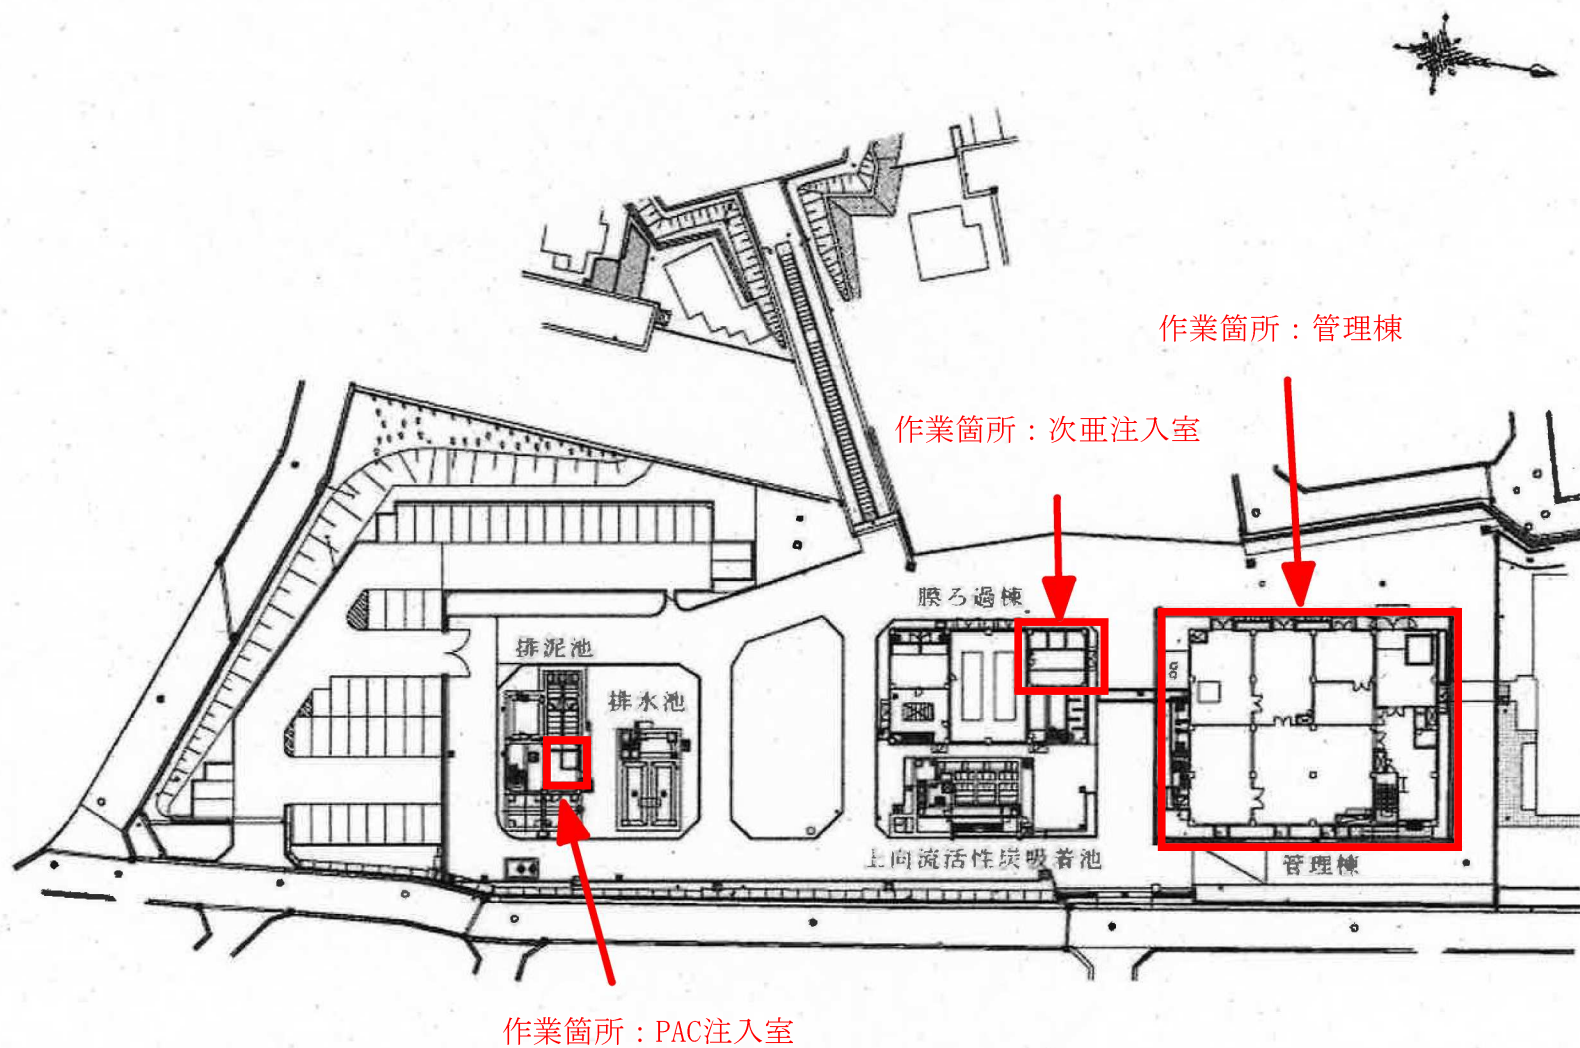 作業箇所：管理棟
作業箇所：次亜注入室
膜ろ過棟
排泥池
排水池
上向流活性炭吸着池
管理棟
作業箇所：PAC注入室